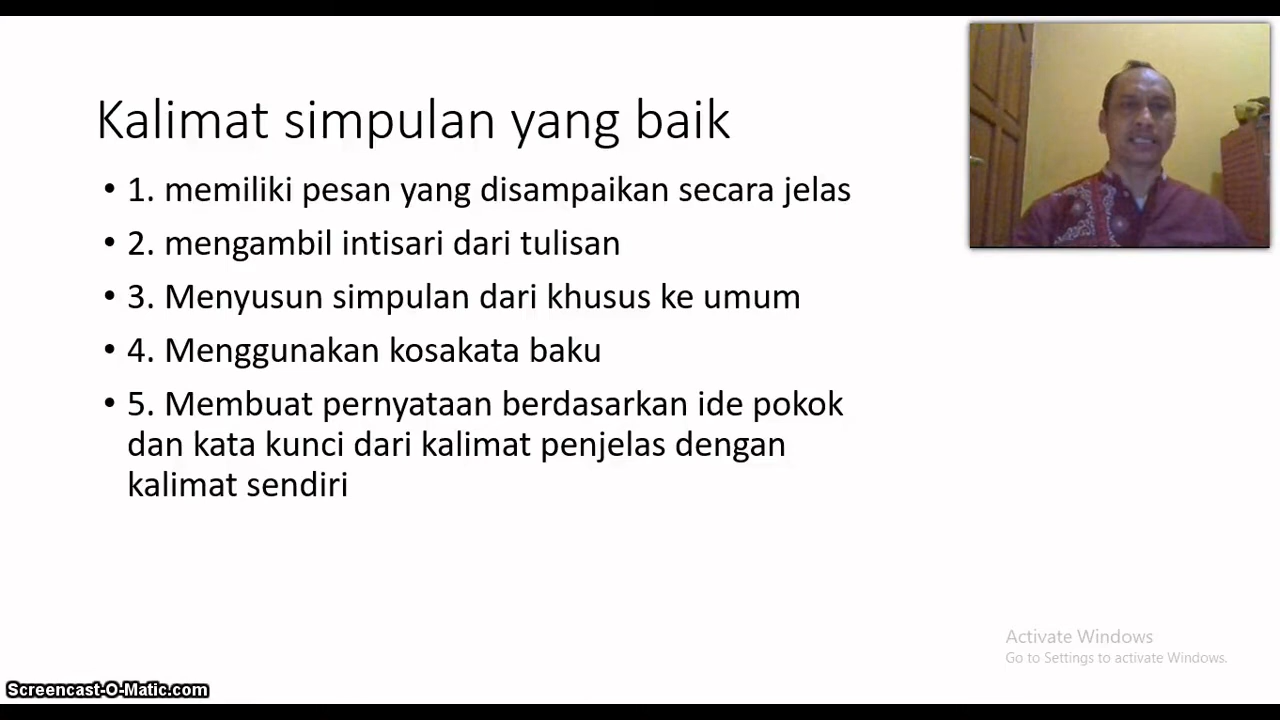 Kalimat simpulan yang baik
• 1. memiliki pesan yang disampaikan secara jelas
• 2. mengambil intisari dari tulisan
• 3. Menyusun simpulan dari khusus ke umum
• 4. Menggunakan kosakata baku
• 5. Membuat pernyataan berdasarkan ide pokok
dan kata kunci dari kalimat penjelas dengan
kalimat sendiri
Activate Windows
Go to Settings to activate Windows.
Screencast-O-Matic.com